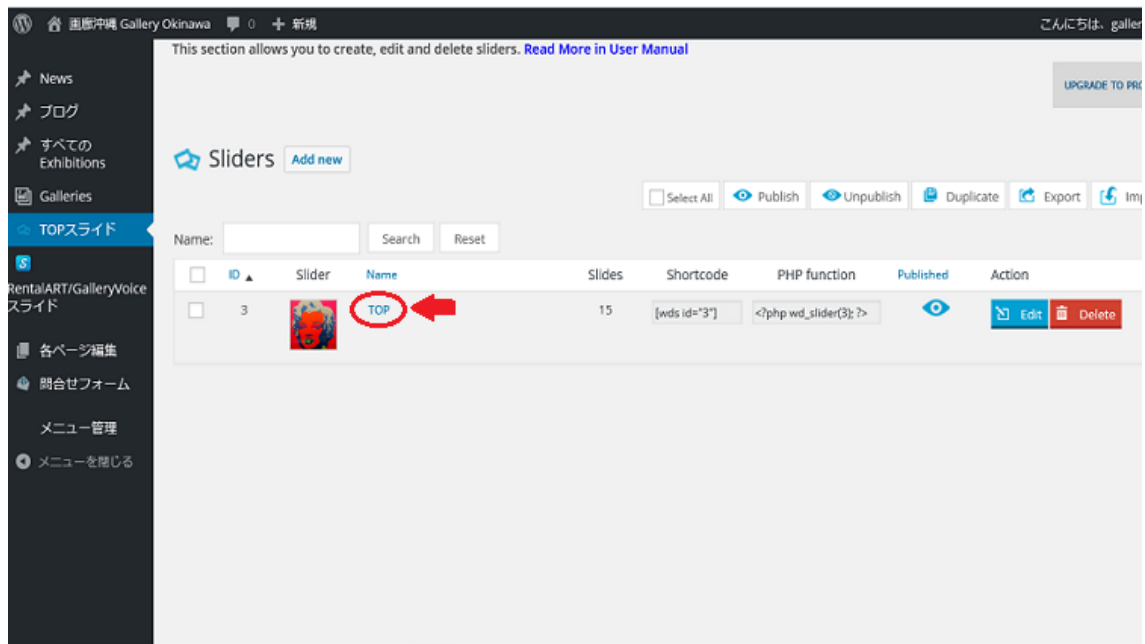 画廊沖縄 Gallery Okinawa 0 新規 こんにちは、galler
This section allows you to create, edit and delete sliders. Read More in User Manual
UPGRADE TO PRO
News
ブログ
すべての
Exhibitions
Galleries
TOPスライド
S
RentalART/GalleryVoice
スライド
各ページ編集
問合せフォーム
メニュー管理
メニューを閉じる
Sliders Add new
Select All Publish Unpublish Duplicate Export Imp
Name: Search Reset
ID Slider Name Slides Shortcode PHP function Published Action
3 TOP 15 [wds id="3"] <?php wd_slider(3); ?> Edit Delete